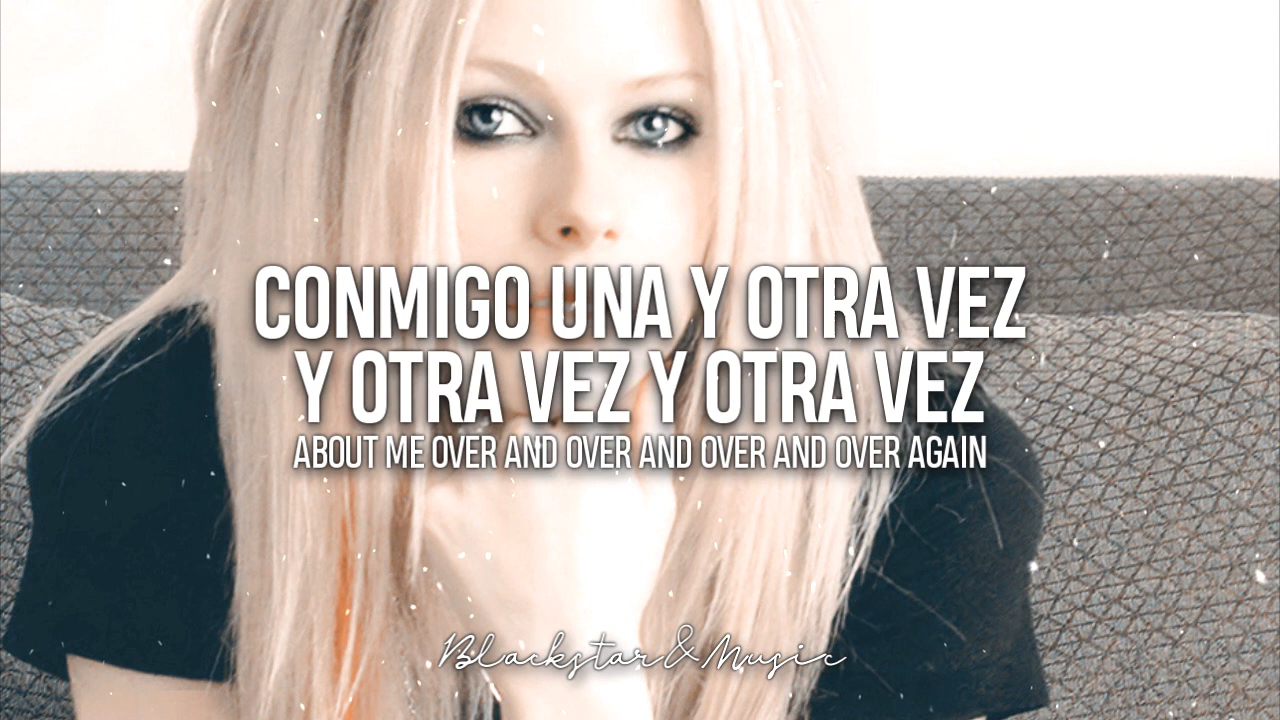 CONMIGO UNA Y OTRA VEZ
Y OTRA VEZ Y OTRA VEZ
ABOUT ME OVER AND OVER AND OVER AND OVER AGAIN
Blackstar&Music